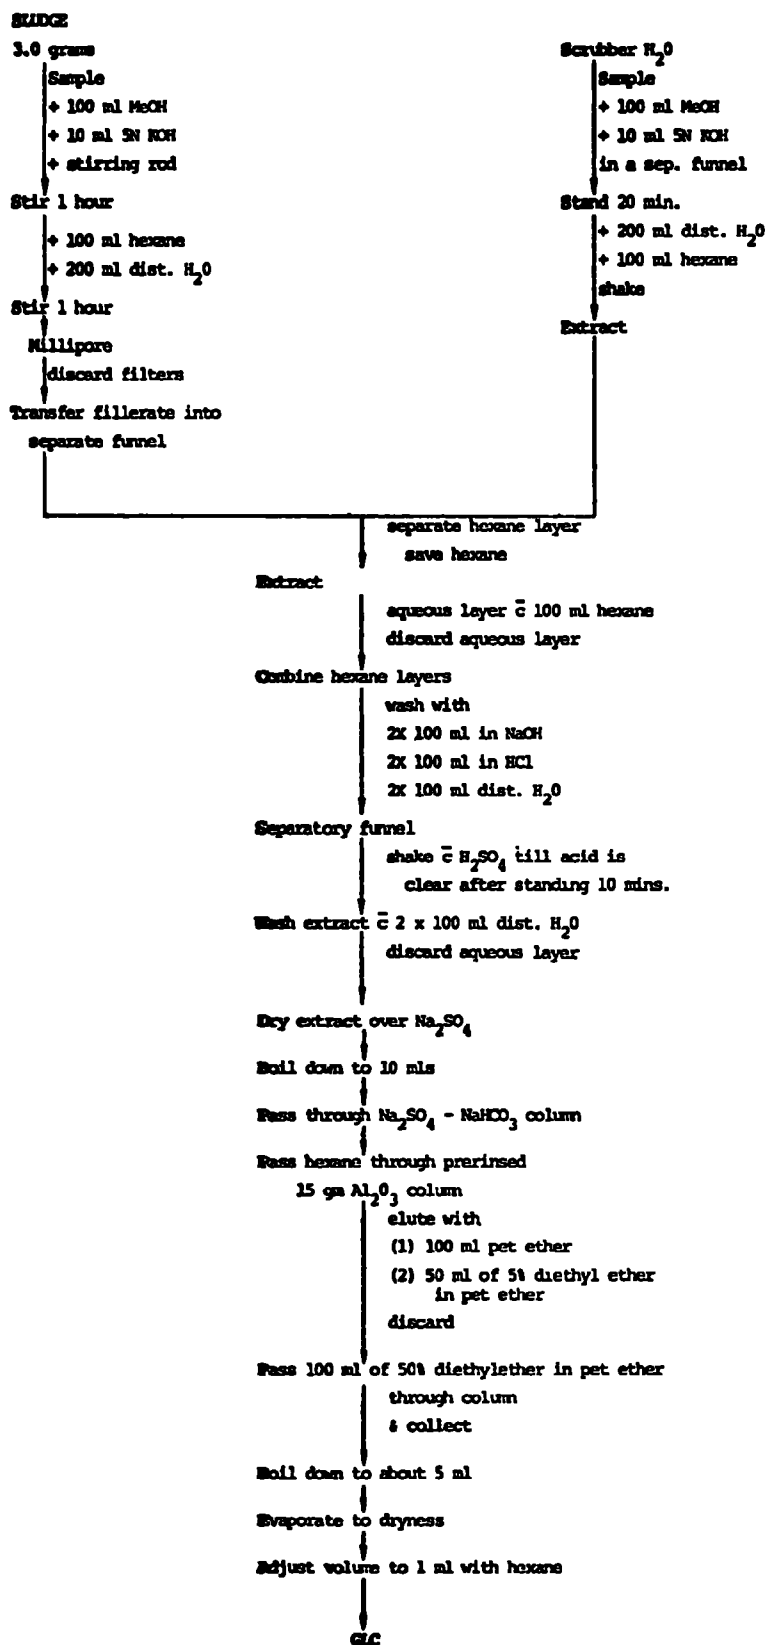 SLUDGE
3.0 grams
Sample
+ 100 ml MeOH
+ 10 ml 5N KOH
+ stirring rod
Stir 1 hour
+ 100 ml hexane
+ 200 ml dist. H2O
Stir 1 hour
Millipore
discard filters
Transfer fillerate into
separate funnel
Scrubber H2O
Sample
+ 100 ml MeOH
+ 10 ml 5N KOH
in a sep. funnel
Stand 20 min.
+ 200 ml dist. H2O
+ 100 ml hexane
shake
Extract
separate hexane layer
save hexane
Extract
aqueous layer c̄ 100 ml hexane
discard aqueous layer
Combine hexane layers
wash with
2X 100 ml in NaOH
2X 100 ml in HCl
2X 100 ml dist. H2O
Separatory funnel
shake c̄ H2SO4 till acid is
clear after standing 10 mins.
Wash extract c̄ 2 x 100 ml dist. H2O
discard aqueous layer
Dry extract over Na2SO4
Boil down to 10 mls
Pass through Na2SO4 - NaHCO3 column
Pass hexane through prerinsed
15 gm Al2O3 column
elute with
(1) 100 ml pet ether
(2) 50 ml of 5% diethyl ether
in pet ether
discard
Pass 100 ml of 50% diethylether in pet ether
through column
& collect
Boil down to about 5 ml
Evaporate to dryness
Adjust volume to 1 ml with hexane
GLC